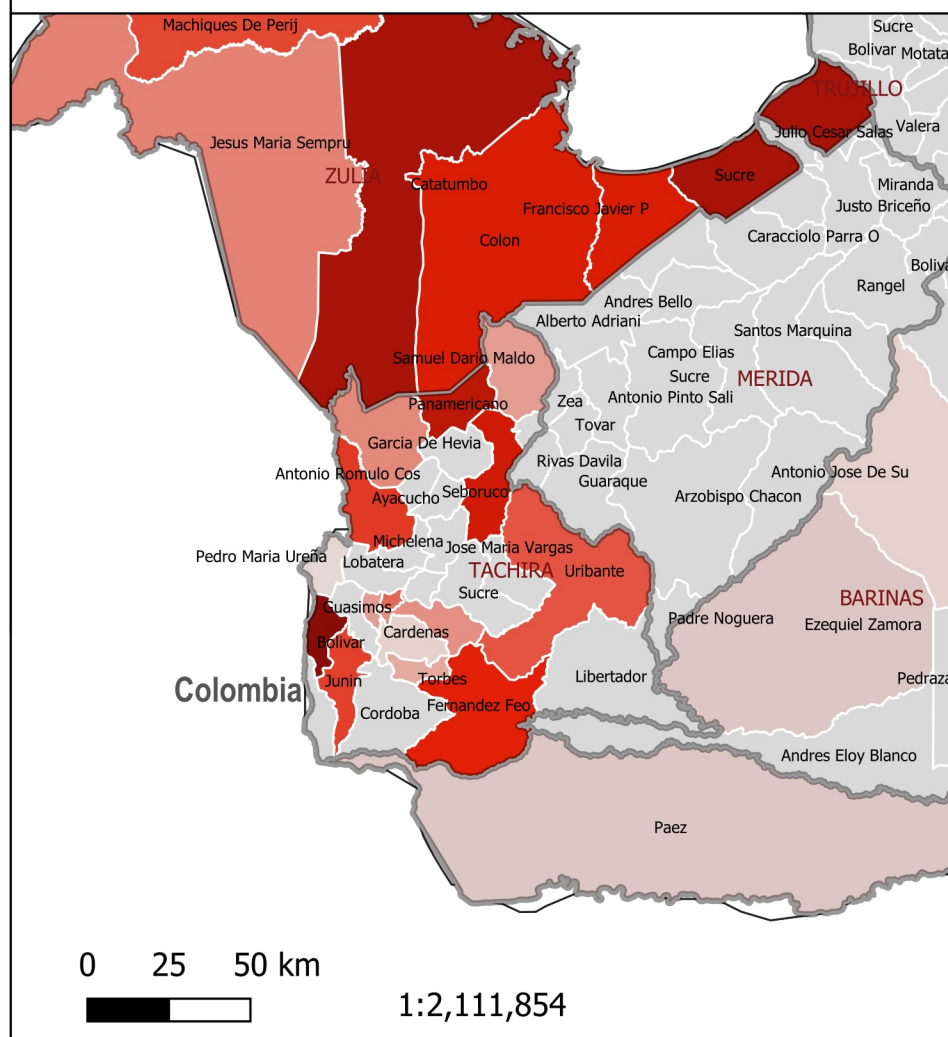 Machiques De Perij
Sucre
Bolivar
Motata
TRUJILLO
Jesus Maria Sempru
Julio Cesar Salas
Valera
ZULIA
Catatumbo
Sucre
Miranda
Francisco Javier P
Justo Briceño
Colon
Caracciolo Parra O
Boliva
Rangel
Andres Bello
Alberto Adriani
Santos Marquina
Samuel Dario Maldo
Campo Elias
Sucre
MERIDA
Panamericano
Zea
Antonio Pinto Sali
Tovar
Garcia De Hevia
Rivas Davila
Antonio Romulo Cos
Guaraque
Antonio Jose De Su
Ayacucho
Seboruco
Arzobispo Chacon
Michelena
Jose Maria Vargas
Pedro Maria Ureña
Lobatera
TACHIRA
Uribante
Sucre
BARINAS
Guasimos
Padre Noguera
Ezequiel Zamora
Bolivar
Cardenas
Junin
Torbes
Libertador
Pedraza
Colombia
Cordoba
Fernandez Feo
Andres Eloy Blanco
Paez
0 25 50 km
1:2,111,854